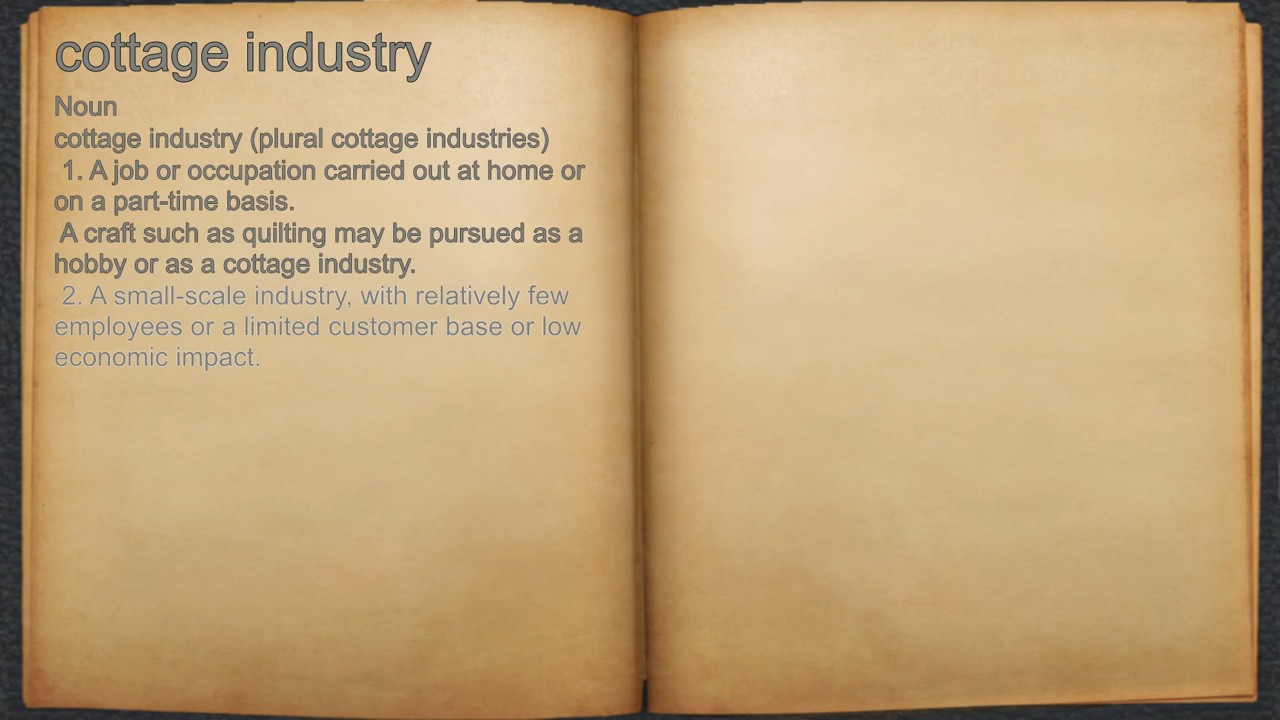 cottage industry
Noun
cottage industry (plural cottage industries)
1. A job or occupation carried out at home or
on a part-time basis.
A craft such as quilting may be pursued as a
hobby or as a cottage industry.
2. A small-scale industry, with relatively few
employees or a limited customer base or low
economic impact.